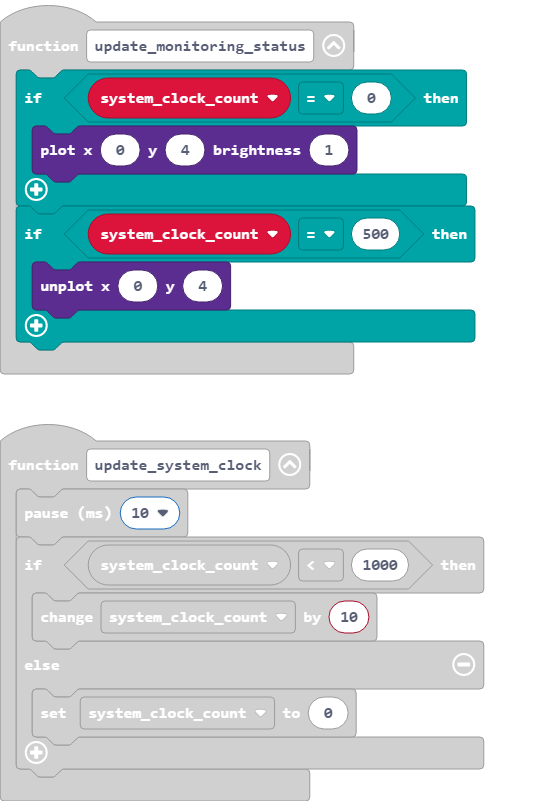 function update_monitoring_status
if system_clock_count = 0 then
plot x 0 y 4 brightness 1
if system_clock_count = 500 then
unplot x 0 y 4
function update_system_clock
pause (ms) 10
if system_clock_count < 1000 then
change system_clock_count by 10
else
set system_clock_count to 0